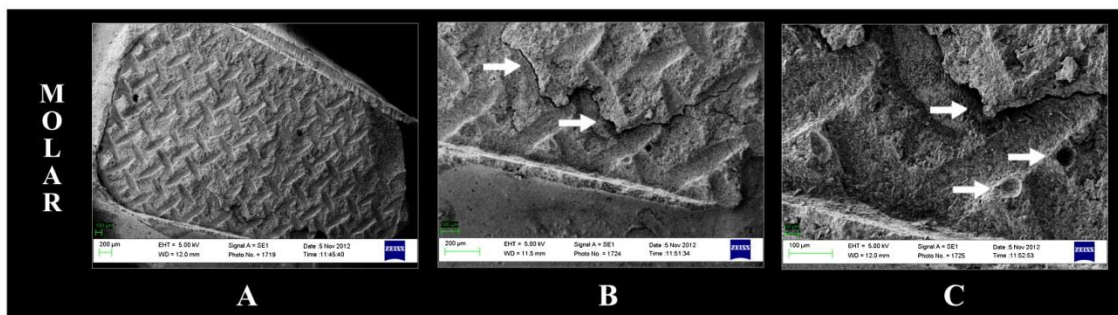 MOLAR
200 µm
EHT = 5.00 kV
WD = 12.0 mm
Signal A = SE1
Photo No. = 1719
Date :5 Nov 2012
Time :11:45:40
ZEISS
200 µm
EHT = 5.00 kV
WD = 11.5 mm
Signal A = SE1
Photo No. = 1724
Date :5 Nov 2012
Time :11:51:34
ZEISS
100 µm
EHT = 5.00 kV
WD = 12.0 mm
Signal A = SE1
Photo No. = 1725
Date :5 Nov 2012
Time :11:52:53
ZEISS
A
B
C